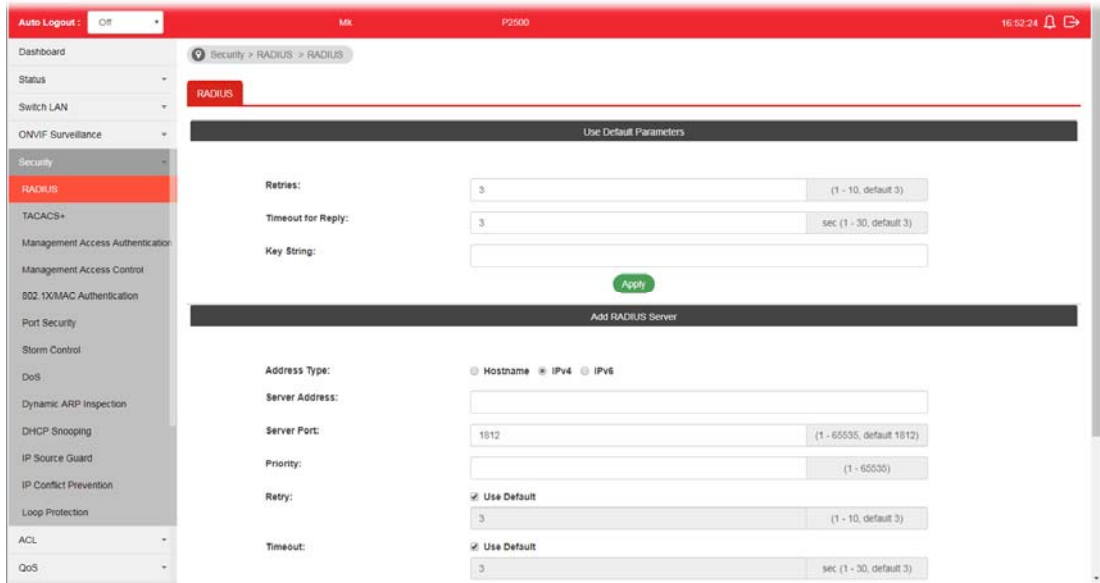 Auto Logout : Off Mk P2500 16:52:24
Dashboard
Status
Switch LAN
ONVIF Surveillance
Security
RADIUS
TACACS+
Management Access Authentication
Management Access Control
802.1X/MAC Authentication
Port Security
Storm Control
DoS
Dynamic ARP Inspection
DHCP Snooping
IP Source Guard
IP Conflict Prevention
Loop Protection
ACL
QoS
Security > RADIUS > RADIUS
RADIUS
Use Default Parameters
Retries: 3 (1 - 10, default 3)
Timeout for Reply: 3 sec (1 - 30, default 3)
Key String:
Apply
Add RADIUS Server
Address Type: Hostname IPv4 IPv6
Server Address:
Server Port: 1812 (1 - 65535, default 1812)
Priority: (1 - 65535)
Retry: Use Default
3 (1 - 10, default 3)
Timeout: Use Default
3 sec (1 - 30, default 3)